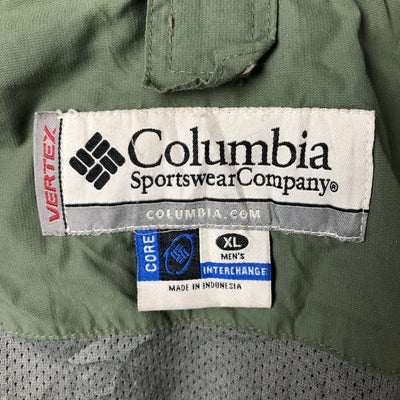 VERTEX
Columbia
SportswearCompany®
COLUMBIA.COM
CORE
XL
MEN'S
INTERCHANGE
MADE IN INDONESIA